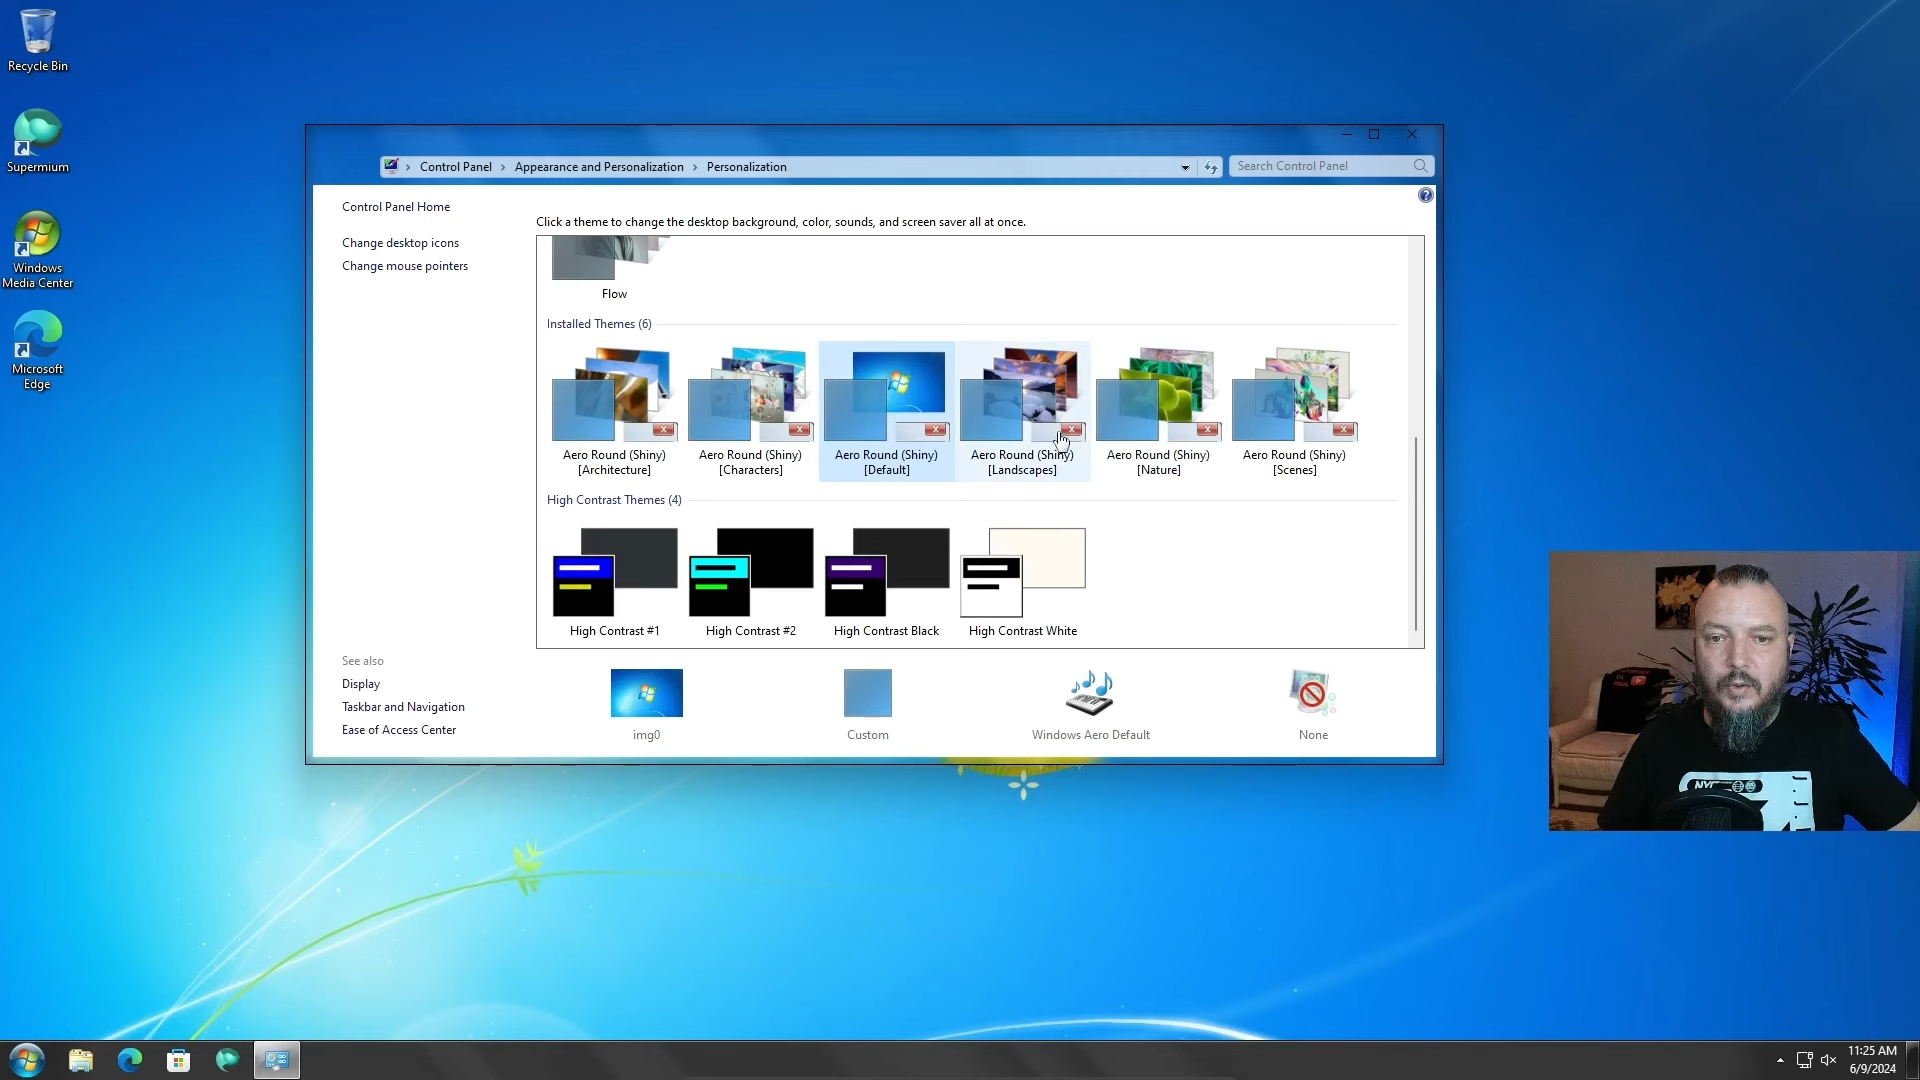 Recycle Bin
Supermium
Windows
Media Center
Microsoft
Edge
Control Panel
Appearance and Personalization
Personalization
Search Control Panel
Control Panel Home
Change desktop icons
Change mouse pointers
Click a theme to change the desktop background, color, sounds, and screen saver all at once.
Flow
Installed Themes (6)
Aero Round (Shiny)
[Architecture]
Aero Round (Shiny)
[Characters]
Aero Round (Shiny)
[Default]
Aero Round (Shiny)
[Landscapes]
Aero Round (Shiny)
[Nature]
Aero Round (Shiny)
[Scenes]
High Contrast Themes (4)
High Contrast #1
High Contrast #2
High Contrast Black
High Contrast White
See also
Display
Taskbar and Navigation
Ease of Access Center
img0
Custom
Windows Aero Default
None
11:25 AM
6/9/2024